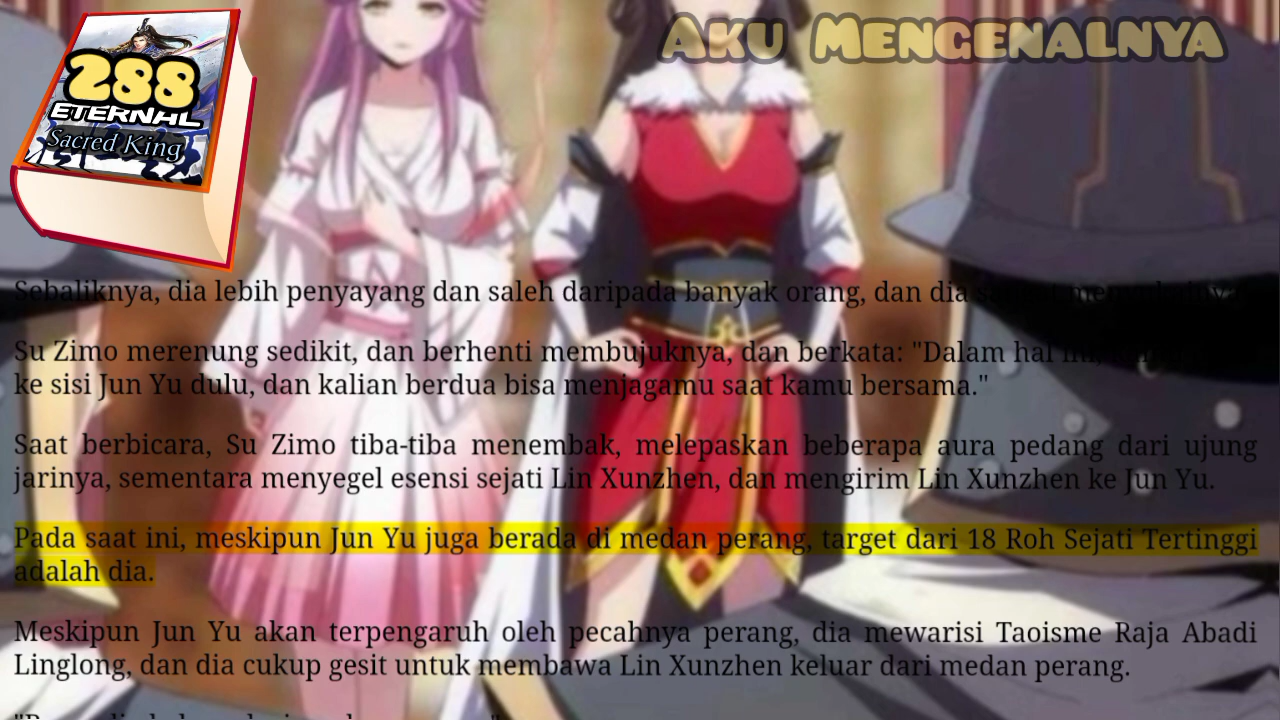 Aku Mengenalnya
288
ETERNAL
Sacred King
Sebaliknya, dia lebih penyayang dan saleh daripada banyak orang, dan dia
Su Zimo merenung sedikit, dan berhenti membujuknya, dan berkata: "Dalam hal
ke sisi Jun Yu dulu, dan kalian berdua bisa menjagamu saat kamu bersama."
Saat berbicara, Su Zimo tiba-tiba menembak, melepaskan beberapa aura pedang dari ujung
jarinya, sementara menyegel esensi sejati Lin Xunzhen, dan mengirim Lin Xunzhen ke Jun Yu.
Pada saat ini, meskipun Jun Yu juga berada di medan perang, target dari 18 Roh Sejati Tertinggi
adalah dia.
Meskipun Jun Yu akan terpengaruh oleh pecahnya perang, dia mewarisi Taoisme Raja Abadi
Linglong, dan dia cukup gesit untuk membawa Lin Xunzhen keluar dari medan perang.